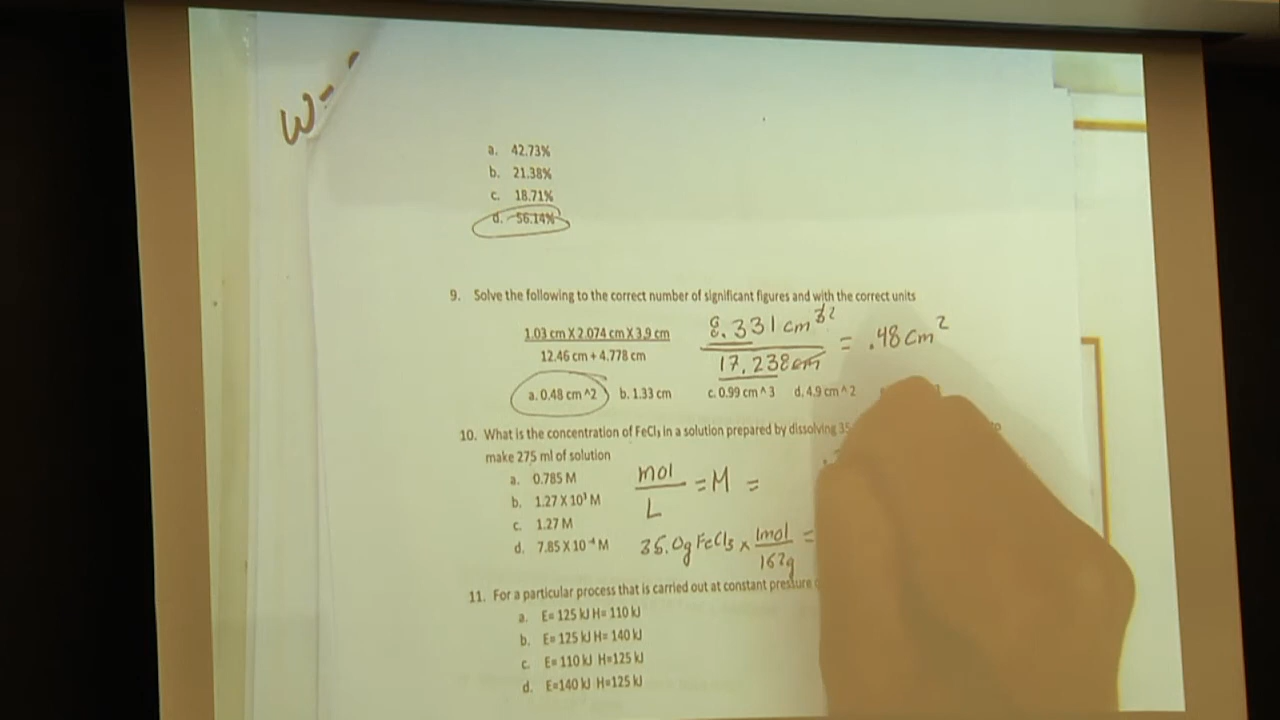 W-
a. 42.73%
b. 21.38%
c. 18.71%
d. 56.14%
9. Solve the following to the correct number of significant figures and with the correct units
1.03 cm X 2.074 cm X 3.9 cm
12.46 cm + 4.778 cm
8.331 cm³²
17.238 cm
= .48 cm²
a. 0.48 cm ^2 b. 1.33 cm c. 0.99 cm ^ 3 d. 4.9 cm ^ 2
10. What is the concentration of FeCl₃ in a solution prepared by dissolving 35
make 275 ml of solution
a. 0.785 M
b. 1.27 X 10³ M
c. 1.27 M
d. 7.85 X 10⁻⁴ M
mol
L
= M =
35.0g FeCl₃ x 1mol =
162g
11. For a particular process that is carried out at constant pressure
a. E= 125 kJ H= 110 kJ
b. E= 125 kJ H= 140 kJ
c. E= 110 kJ H=125 kJ
d. E=140 kJ H=125 kJ